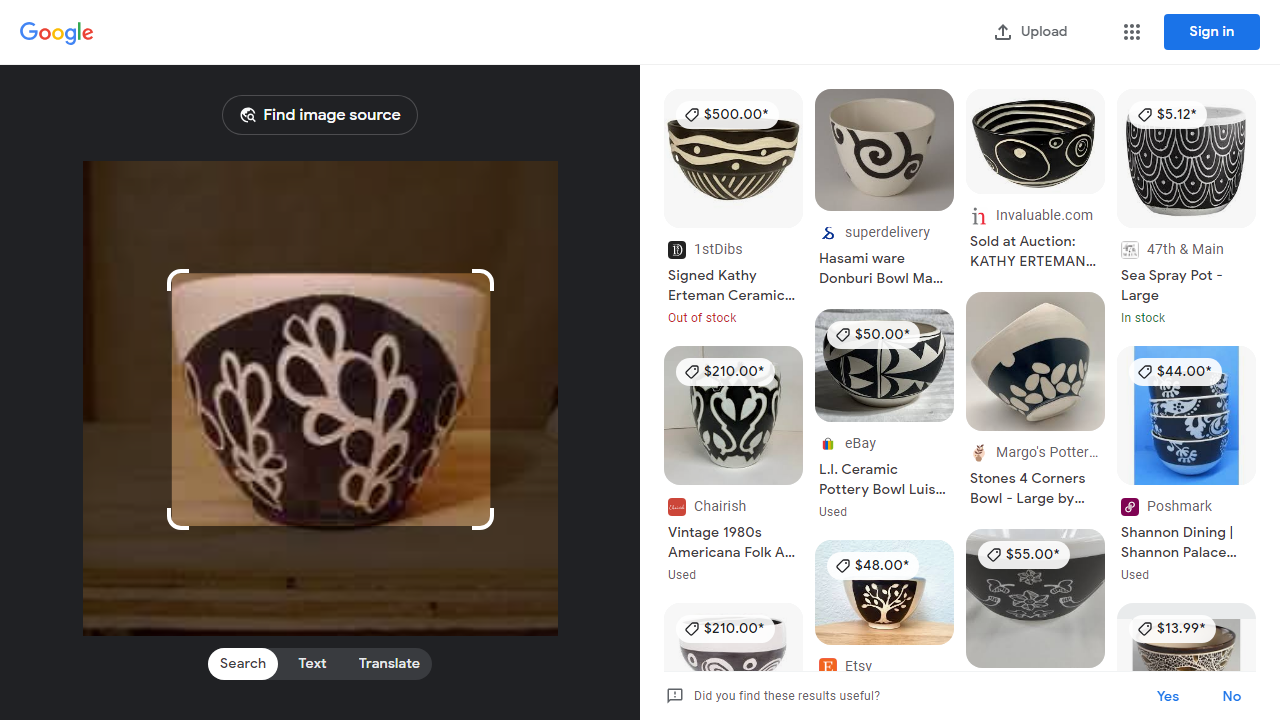 Google
Upload
Sign in
Find image source
Search
Text
Translate
$500.00*
1stDibs
Signed Kathy
Erteman Ceramic...
Out of stock
$210.00*
Chairish
Vintage 1980s
Americana Folk A...
Used
$210.00*
superdelivery
Hasami ware
Donburi Bowl Ma...
$50.00*
eBay
L.l. Ceramic
Pottery Bowl Luis...
Used
$48.00*
Etsy
Invaluable.com
Sold at Auction:
KATHY ERTEMAN...
Margo's Potter...
Stones 4 Corners
Bowl - Large by...
$55.00*
$5.12*
47th & Main
Sea Spray Pot -
Large
In stock
$44.00*
Poshmark
Shannon Dining |
Shannon Palace...
Used
$13.99*
Did you find these results useful?
Yes
No